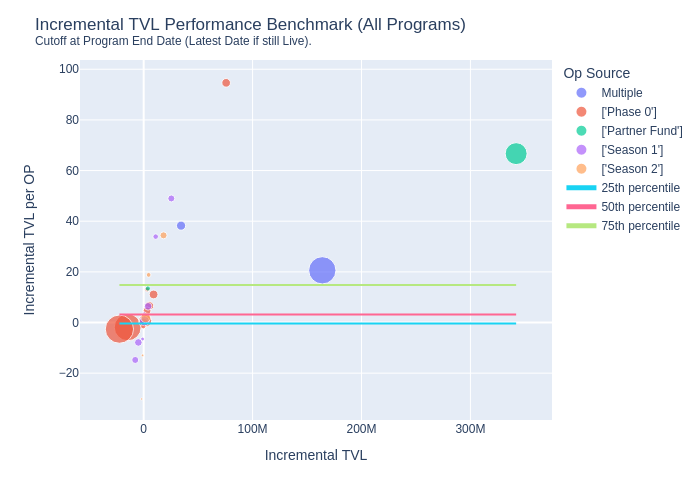 Incremental TVL Performance Benchmark (All Programs)
Cutoff at Program End Date (Latest Date if still Live).
Op Source
Multiple
['Phase 0']
['Partner Fund']
['Season 1']
['Season 2']
25th percentile
50th percentile
75th percentile
Incremental TVL per OP
100
80
60
40
20
0
−20
0
100M
200M
300M
Incremental TVL